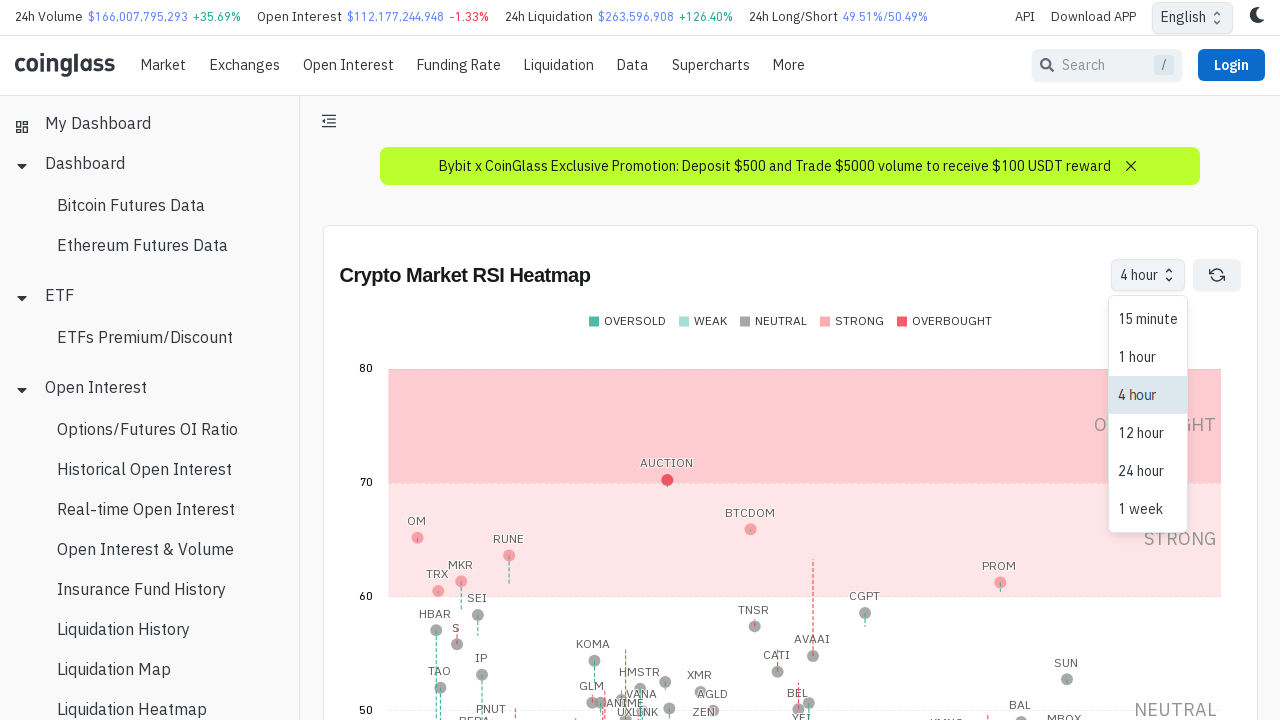 24h Volume $166,007,795,293 +35.69% Open Interest $112,177,244,948 -1.33% 24h Liquidation $263,596,908 +126.40% 24h Long/Short 49.51%/50.49% API Download APP English
coinglass Market Exchanges Open Interest Funding Rate Liquidation Data Supercharts More Search / Login
My Dashboard
Dashboard
Bitcoin Futures Data
Ethereum Futures Data
ETF
ETFs Premium/Discount
Open Interest
Options/Futures OI Ratio
Historical Open Interest
Real-time Open Interest
Open Interest & Volume
Insurance Fund History
Liquidation History
Liquidation Map
Liquidation Heatmap
Bybit x CoinGlass Exclusive Promotion: Deposit $500 and Trade $5000 volume to receive $100 USDT reward
Crypto Market RSI Heatmap
4 hour
15 minute
1 hour
4 hour
12 hour
24 hour
1 week
OVERSOLD WEAK NEUTRAL STRONG OVERBOUGHT
80
AUCTION
70
BTCDOM
OM
RUNE
STRONG
MKR
PROM
TRX
60
SEI
CGPT
TNSR
HBAR
S
AVAAI
KOMA
CATI
IP
SUN
TAO
HMSTR
XMR
GLM
VANA
AGLD
BEL
ANIME
BAL
50
PNUT
UXLINK
ZEN
NEUTRAL
MBOX